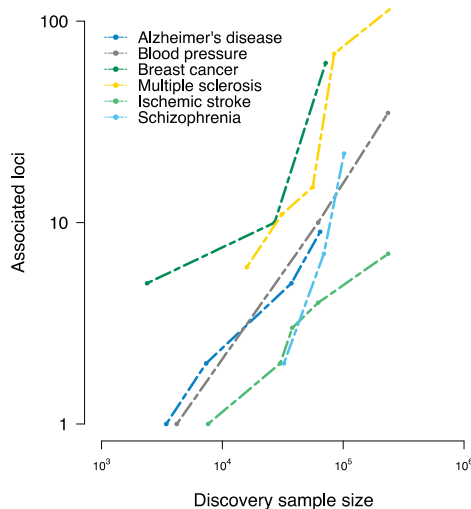 100
Alzheimer's disease
Blood pressure
Breast cancer
Multiple sclerosis
Ischemic stroke
Schizophrenia
Associated loci
10
1
10³ 10⁴ 10⁵ 10⁶
Discovery sample size